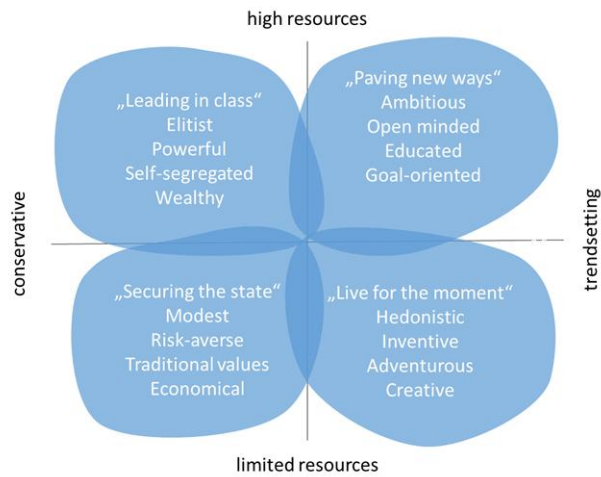 high resources
„Leading in class“
Elitist
Powerful
Self-segregated
Wealthy
„Paving new ways“
Ambitious
Open minded
Educated
Goal-oriented
conservative
trendsetting
„Securing the state“
Modest
Risk-averse
Traditional values
Economical
„Live for the moment“
Hedonistic
Inventive
Adventurous
Creative
limited resources